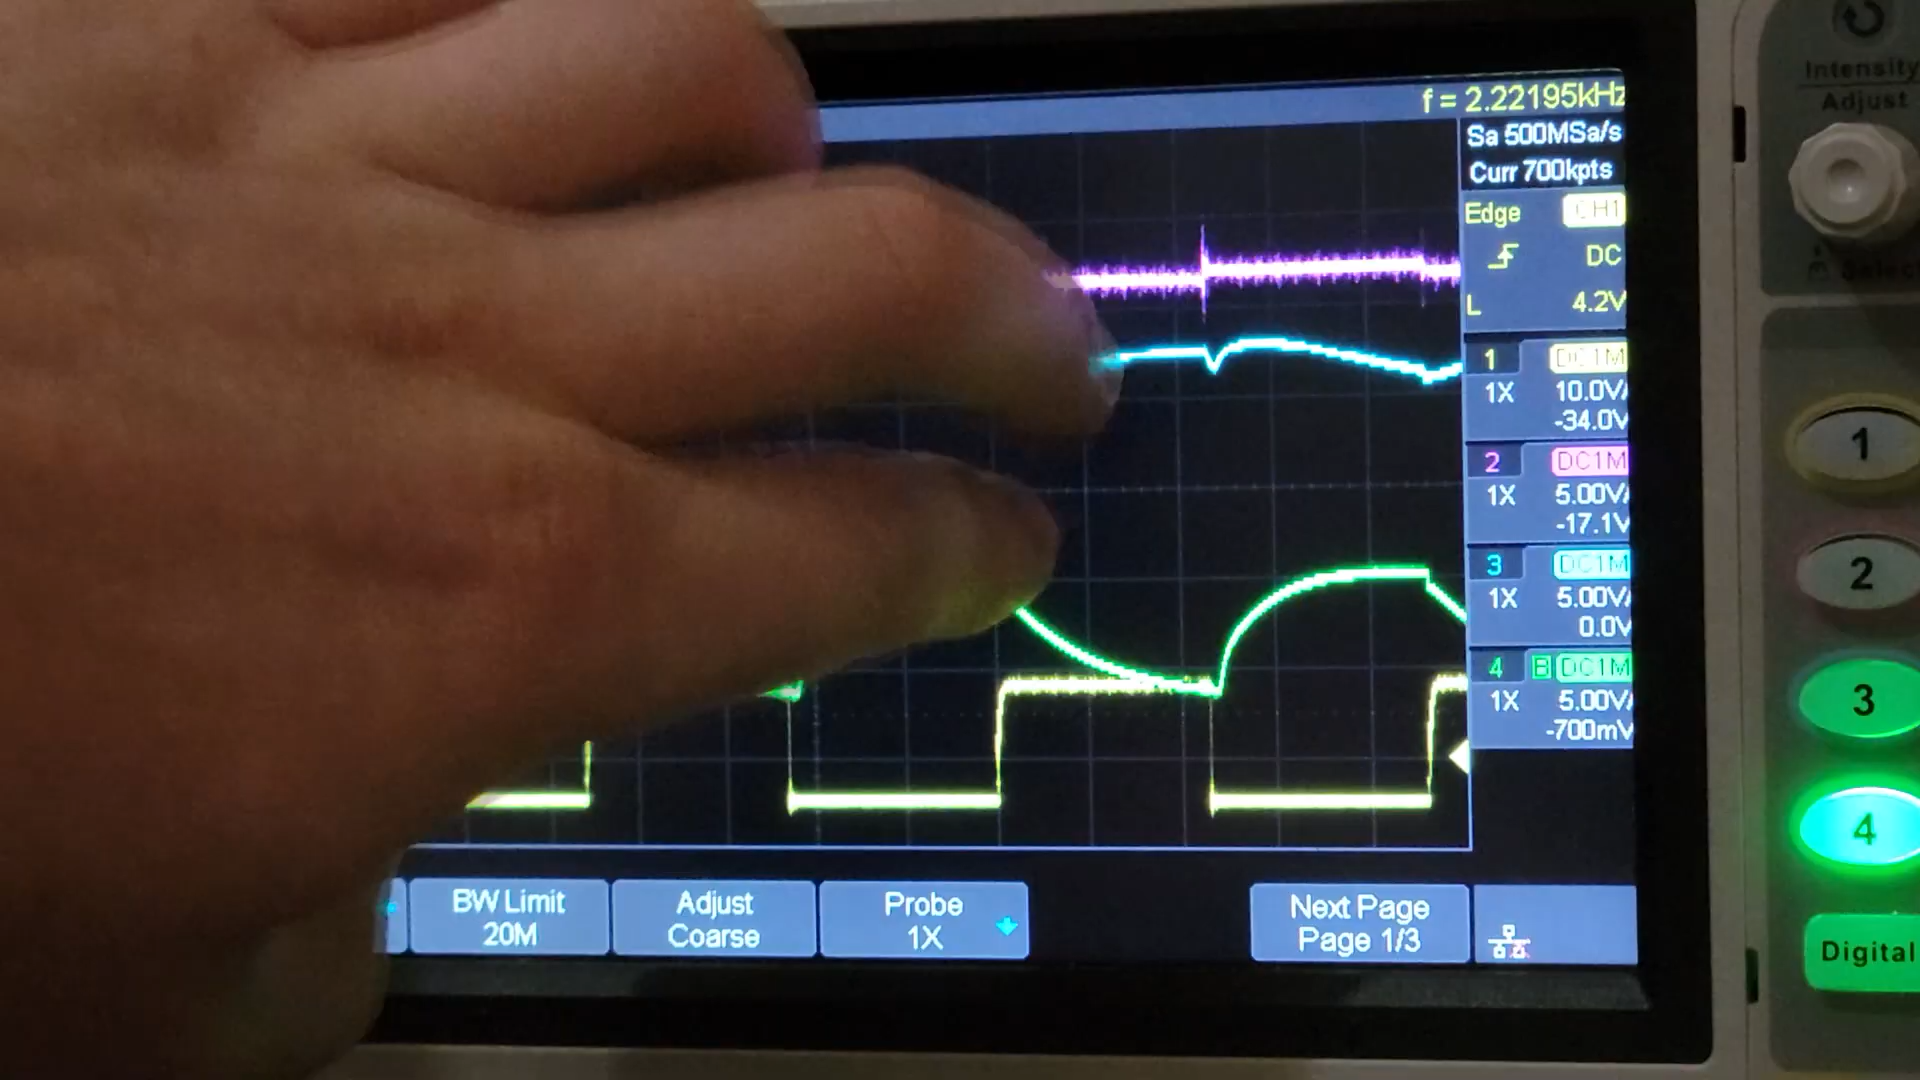 f = 2.22195kHz
Sa 500MSa/s
Curr 700kpts
Edge CH1
DC
L 4.2V
1 DC1M
1X 10.0V/
-34.0V
2 DC1M
1X 5.00V/
-17.1V
3 DC1M
1X 5.00V/
0.0V
4 B DC1M
1X 5.00V/
-700mV
BW Limit
20M
Adjust
Coarse
Probe
1X
Next Page
Page 1/3
Intensity
Adjust
Select
1
2
3
4
Digital